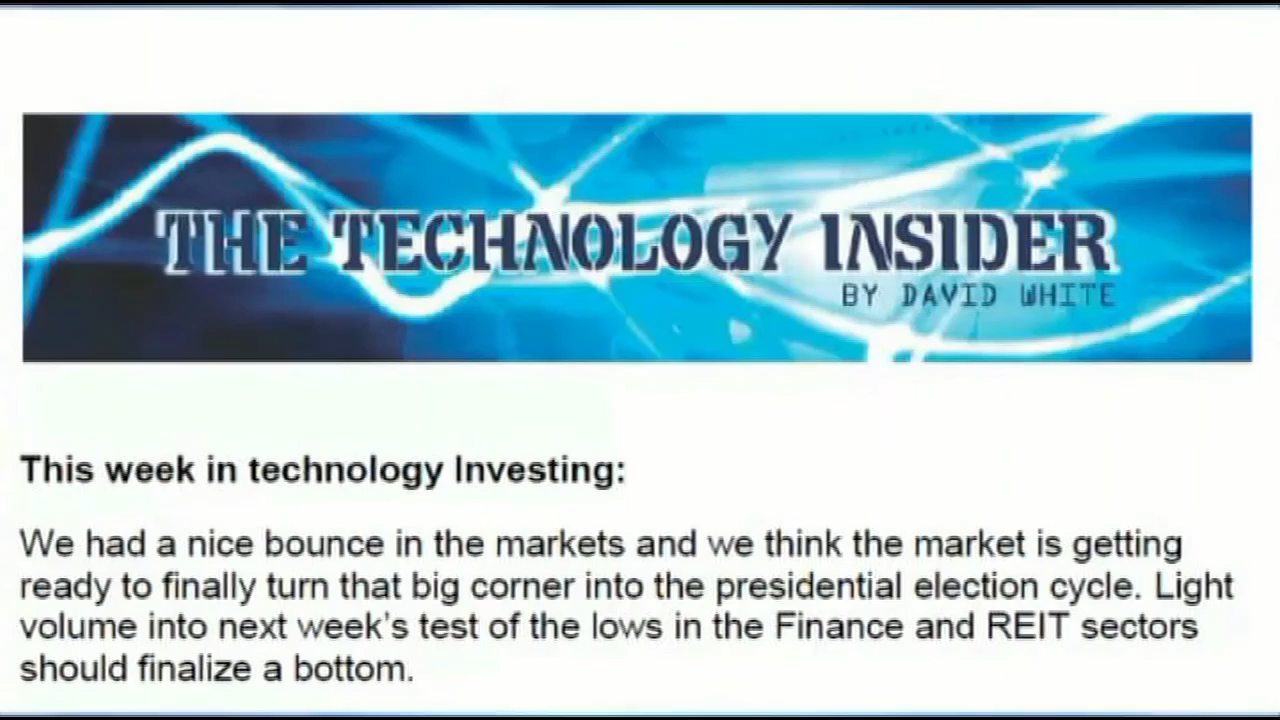 THE TECHNOLOGY INSIDER
BY DAVID WHITE
This week in technology Investing:
We had a nice bounce in the markets and we think the market is getting
ready to finally turn that big corner into the presidential election cycle. Light
volume into next week's test of the lows in the Finance and REIT sectors
should finalize a bottom.